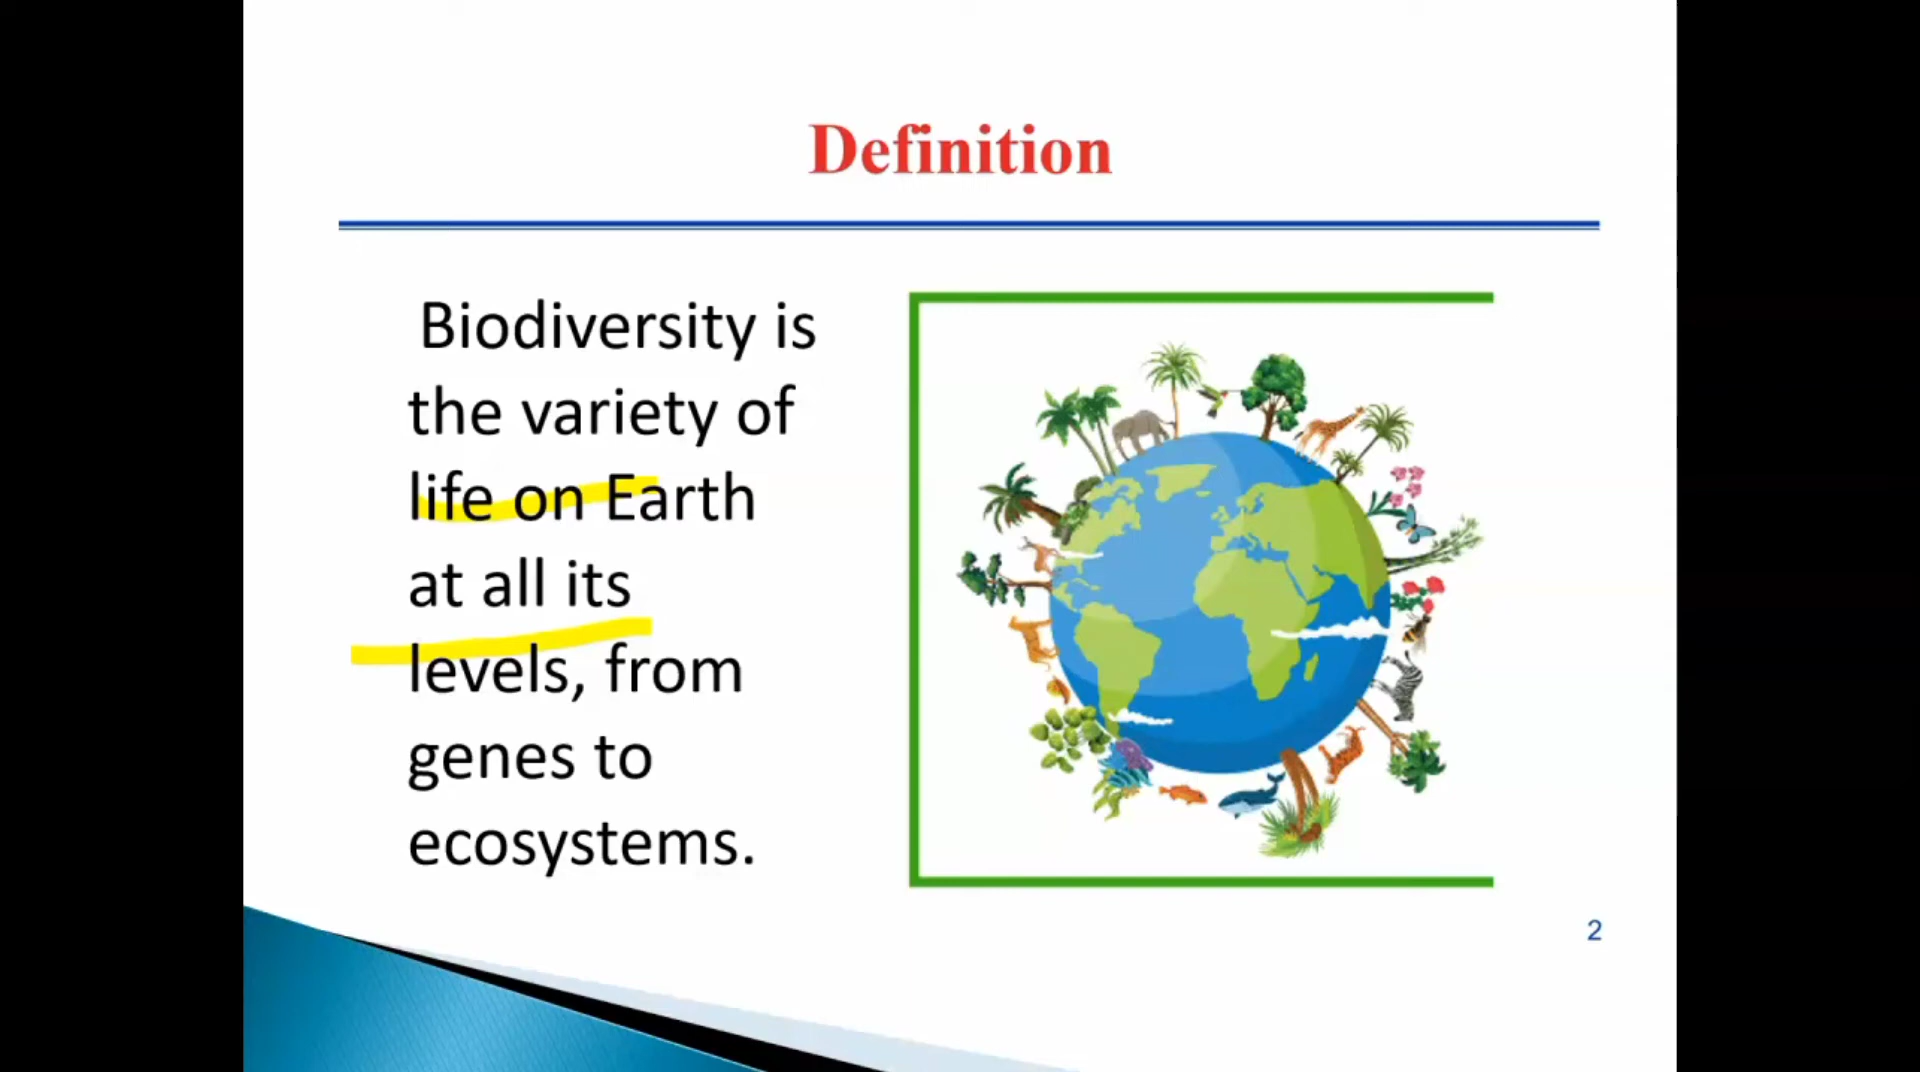 Definition
Biodiversity is
the variety of
life on Earth
at all its
levels, from
genes to
ecosystems.
2